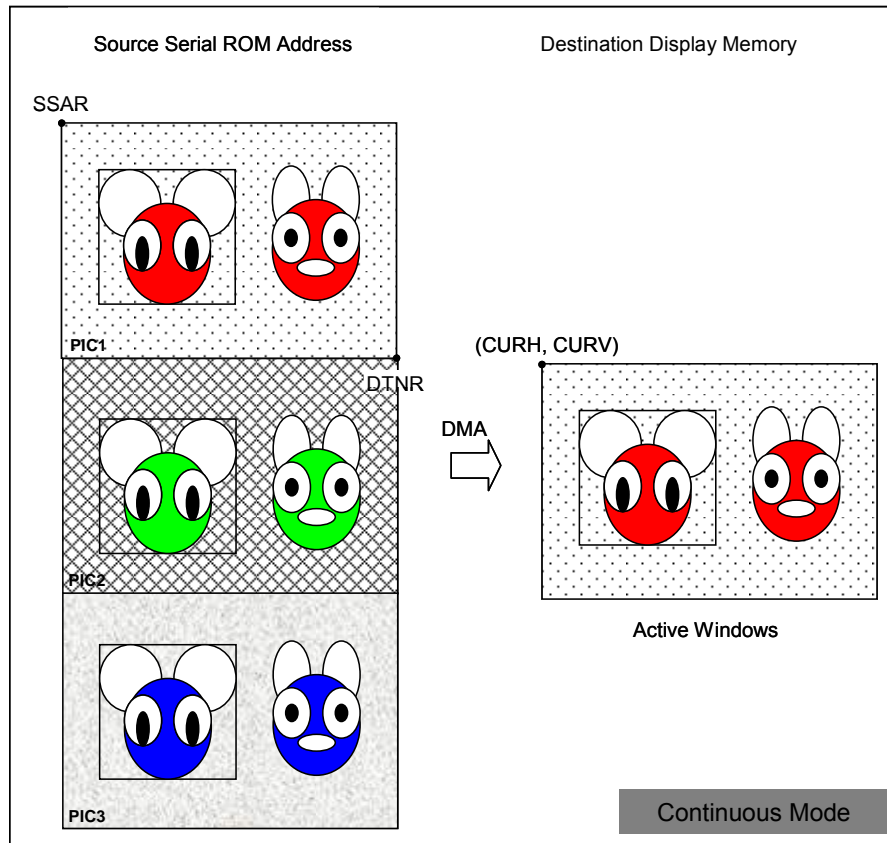 Source Serial ROM Address
Destination Display Memory
SSAR
PIC1
DTNR
(CURH, CURV)
DMA
PIC2
Active Windows
PIC3
Continuous Mode